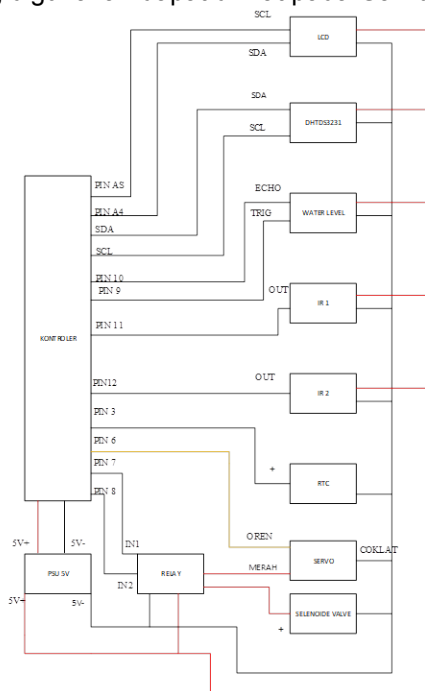 SCL
LCD
SDA
SDA
DHTDS3231
SCL
PIN A5
ECHO
PIN A4
TRIG
WATER LEVEL
SDA
SCL
PIN 10
PIN 9
OUT
IR 1
PIN 11
KONTROLER
PIN12
OUT
IR 2
PIN 3
PIN 6
+
RTC
PIN 7
PIN 8
OREN
5V+
5V-
IN1
COKLAT
SERVO
MERAH
PSU 5V
RELAY
IN2
5V+
5V-
SELENOIDE VALVE
+